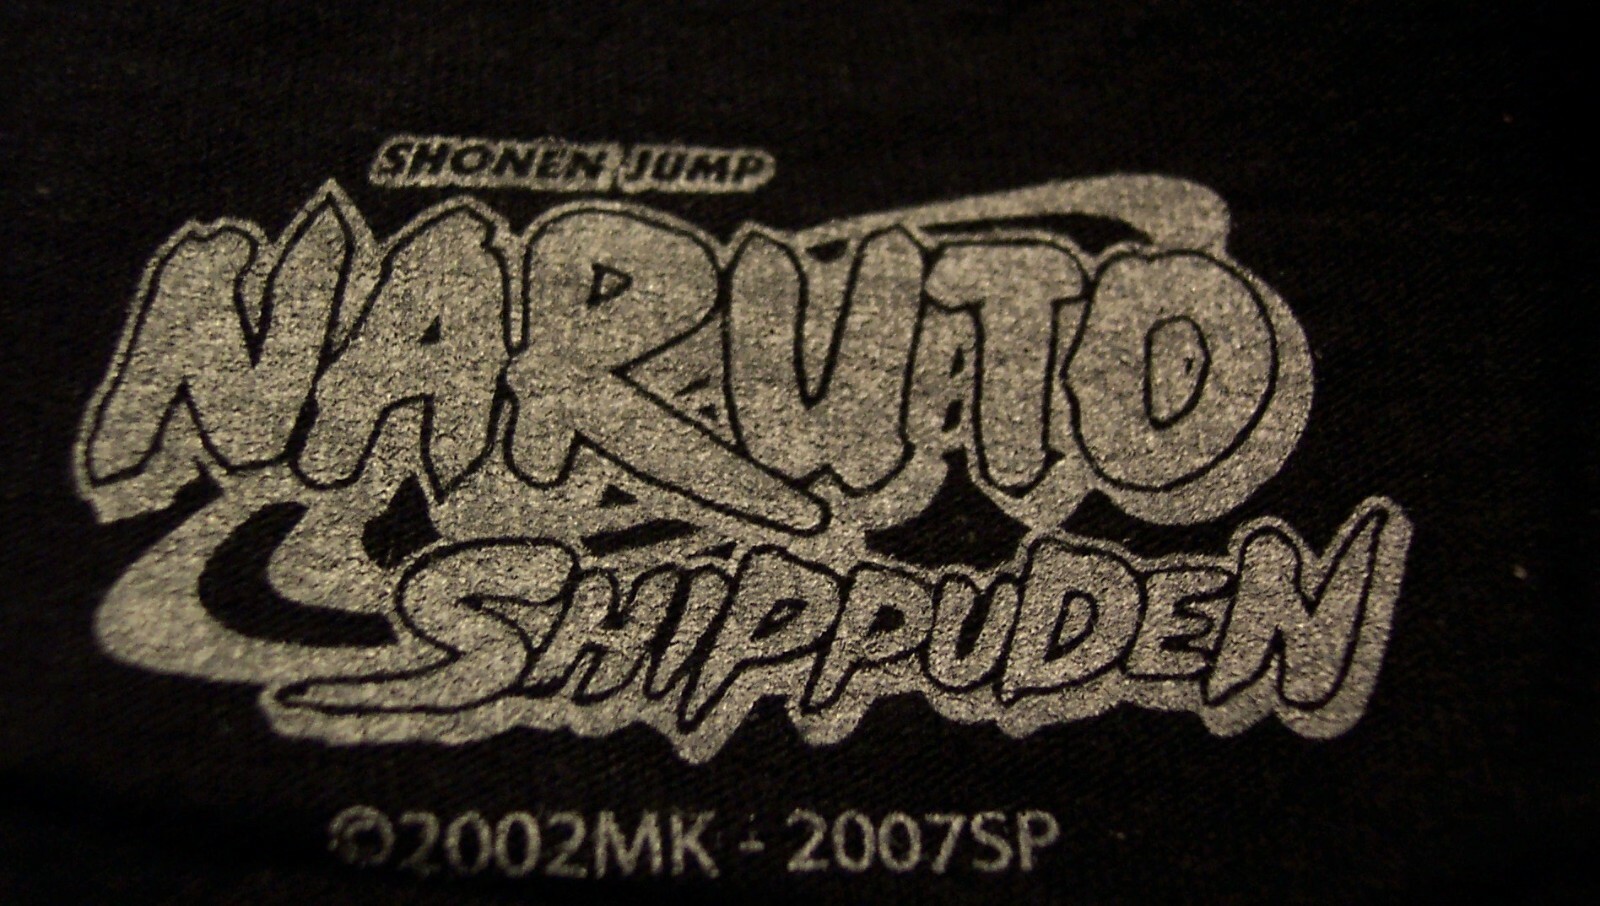 SHONEN JUMP
NARUTO
SHIPPUDEN
©2002MK - 2007SP